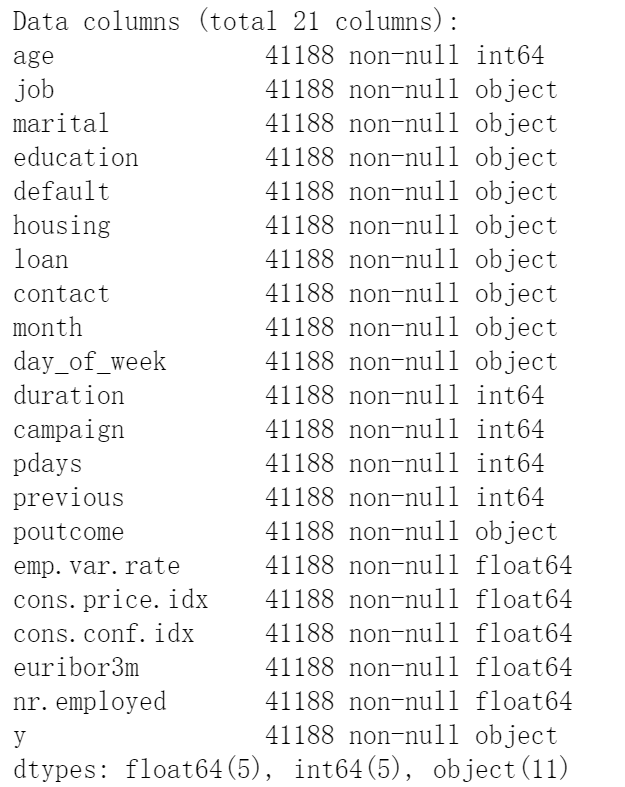 Data columns (total 21 columns):
age 41188 non-null int64
job 41188 non-null object
marital 41188 non-null object
education 41188 non-null object
default 41188 non-null object
housing 41188 non-null object
loan 41188 non-null object
contact 41188 non-null object
month 41188 non-null object
day_of_week 41188 non-null object
duration 41188 non-null int64
campaign 41188 non-null int64
pdays 41188 non-null int64
previous 41188 non-null int64
poutcome 41188 non-null object
emp.var.rate 41188 non-null float64
cons.price.idx 41188 non-null float64
cons.conf.idx 41188 non-null float64
euribor3m 41188 non-null float64
nr.employed 41188 non-null float64
y 41188 non-null object
dtypes: float64(5), int64(5), object(11)